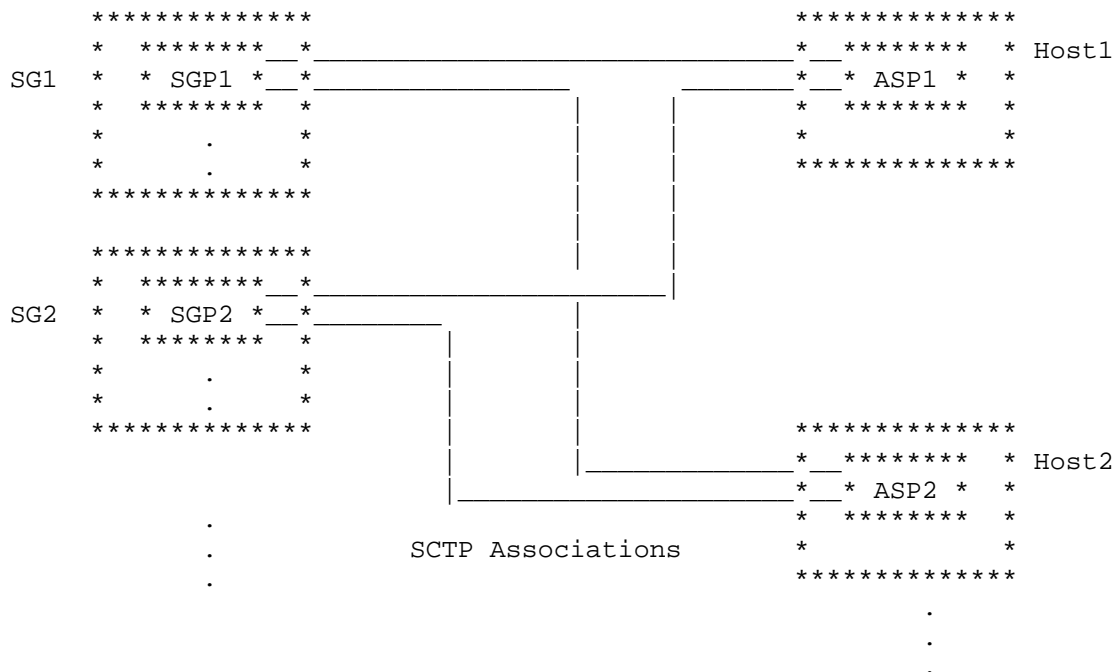 Host1
SG1
SGP1
ASP1
SG2
SGP2
Host2
ASP2
SCTP Associations